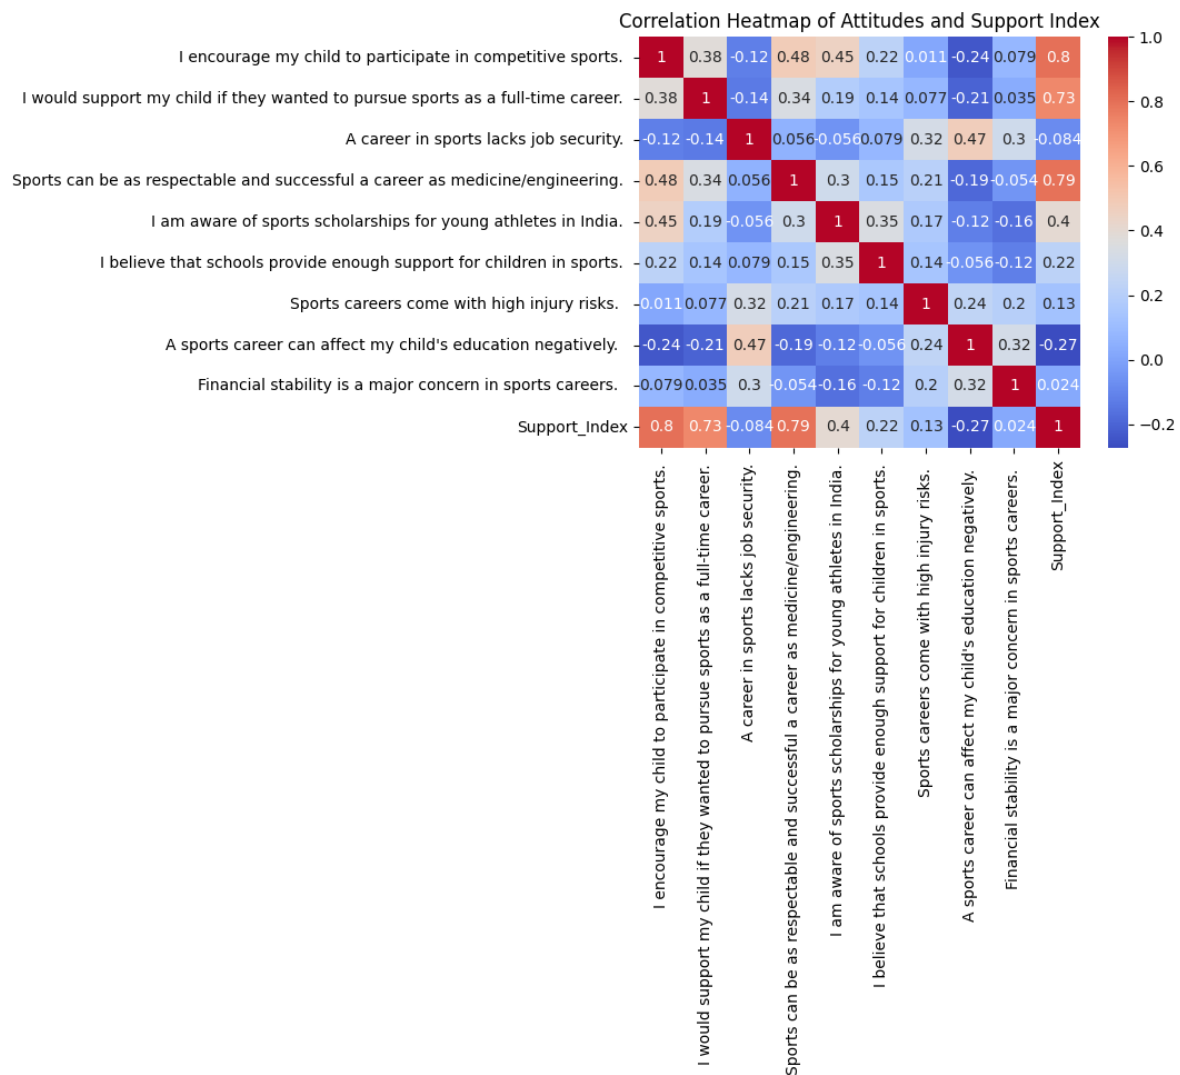 Correlation Heatmap of Attitudes and Support Index
I encourage my child to participate in competitive sports. 1 0.38 -0.12 0.48 0.45 0.22 0.011 -0.24 0.079 0.8
I would support my child if they wanted to pursue sports as a full-time career. 0.38 1 -0.14 0.34 0.19 0.14 0.077 -0.21 0.035 0.73
A career in sports lacks job security. -0.12 -0.14 1 0.056 -0.056 0.079 0.32 0.47 0.3 -0.084
Sports can be as respectable and successful a career as medicine/engineering. 0.48 0.34 0.056 1 0.3 0.15 0.21 -0.19 -0.054 0.79
I am aware of sports scholarships for young athletes in India. 0.45 0.19 -0.056 0.3 1 0.35 0.17 -0.12 -0.16 0.4
I believe that schools provide enough support for children in sports. 0.22 0.14 0.079 0.15 0.35 1 0.14 -0.056 -0.12 0.22
Sports careers come with high injury risks. 0.011 0.077 0.32 0.21 0.17 0.14 1 0.24 0.2 0.13
A sports career can affect my child's education negatively. -0.24 -0.21 0.47 -0.19 -0.12 -0.056 0.24 1 0.32 -0.27
Financial stability is a major concern in sports careers. 0.079 0.035 0.3 -0.054 -0.16 -0.12 0.2 0.32 1 0.024
Support_Index 0.8 0.73 -0.084 0.79 0.4 0.22 0.13 -0.27 0.024 1
I encourage my child to participate in competitive sports.
I would support my child if they wanted to pursue sports as a full-time career.
A career in sports lacks job security.
Sports can be as respectable and successful a career as medicine/engineering.
I am aware of sports scholarships for young athletes in India.
I believe that schools provide enough support for children in sports.
Sports careers come with high injury risks.
A sports career can affect my child's education negatively.
Financial stability is a major concern in sports careers.
Support_Index
1.0
0.8
0.6
0.4
0.2
0.0
−0.2